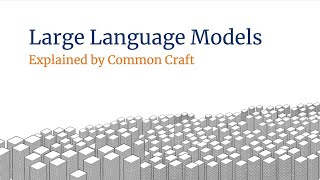 Large Language Models
Explained by Common Craft